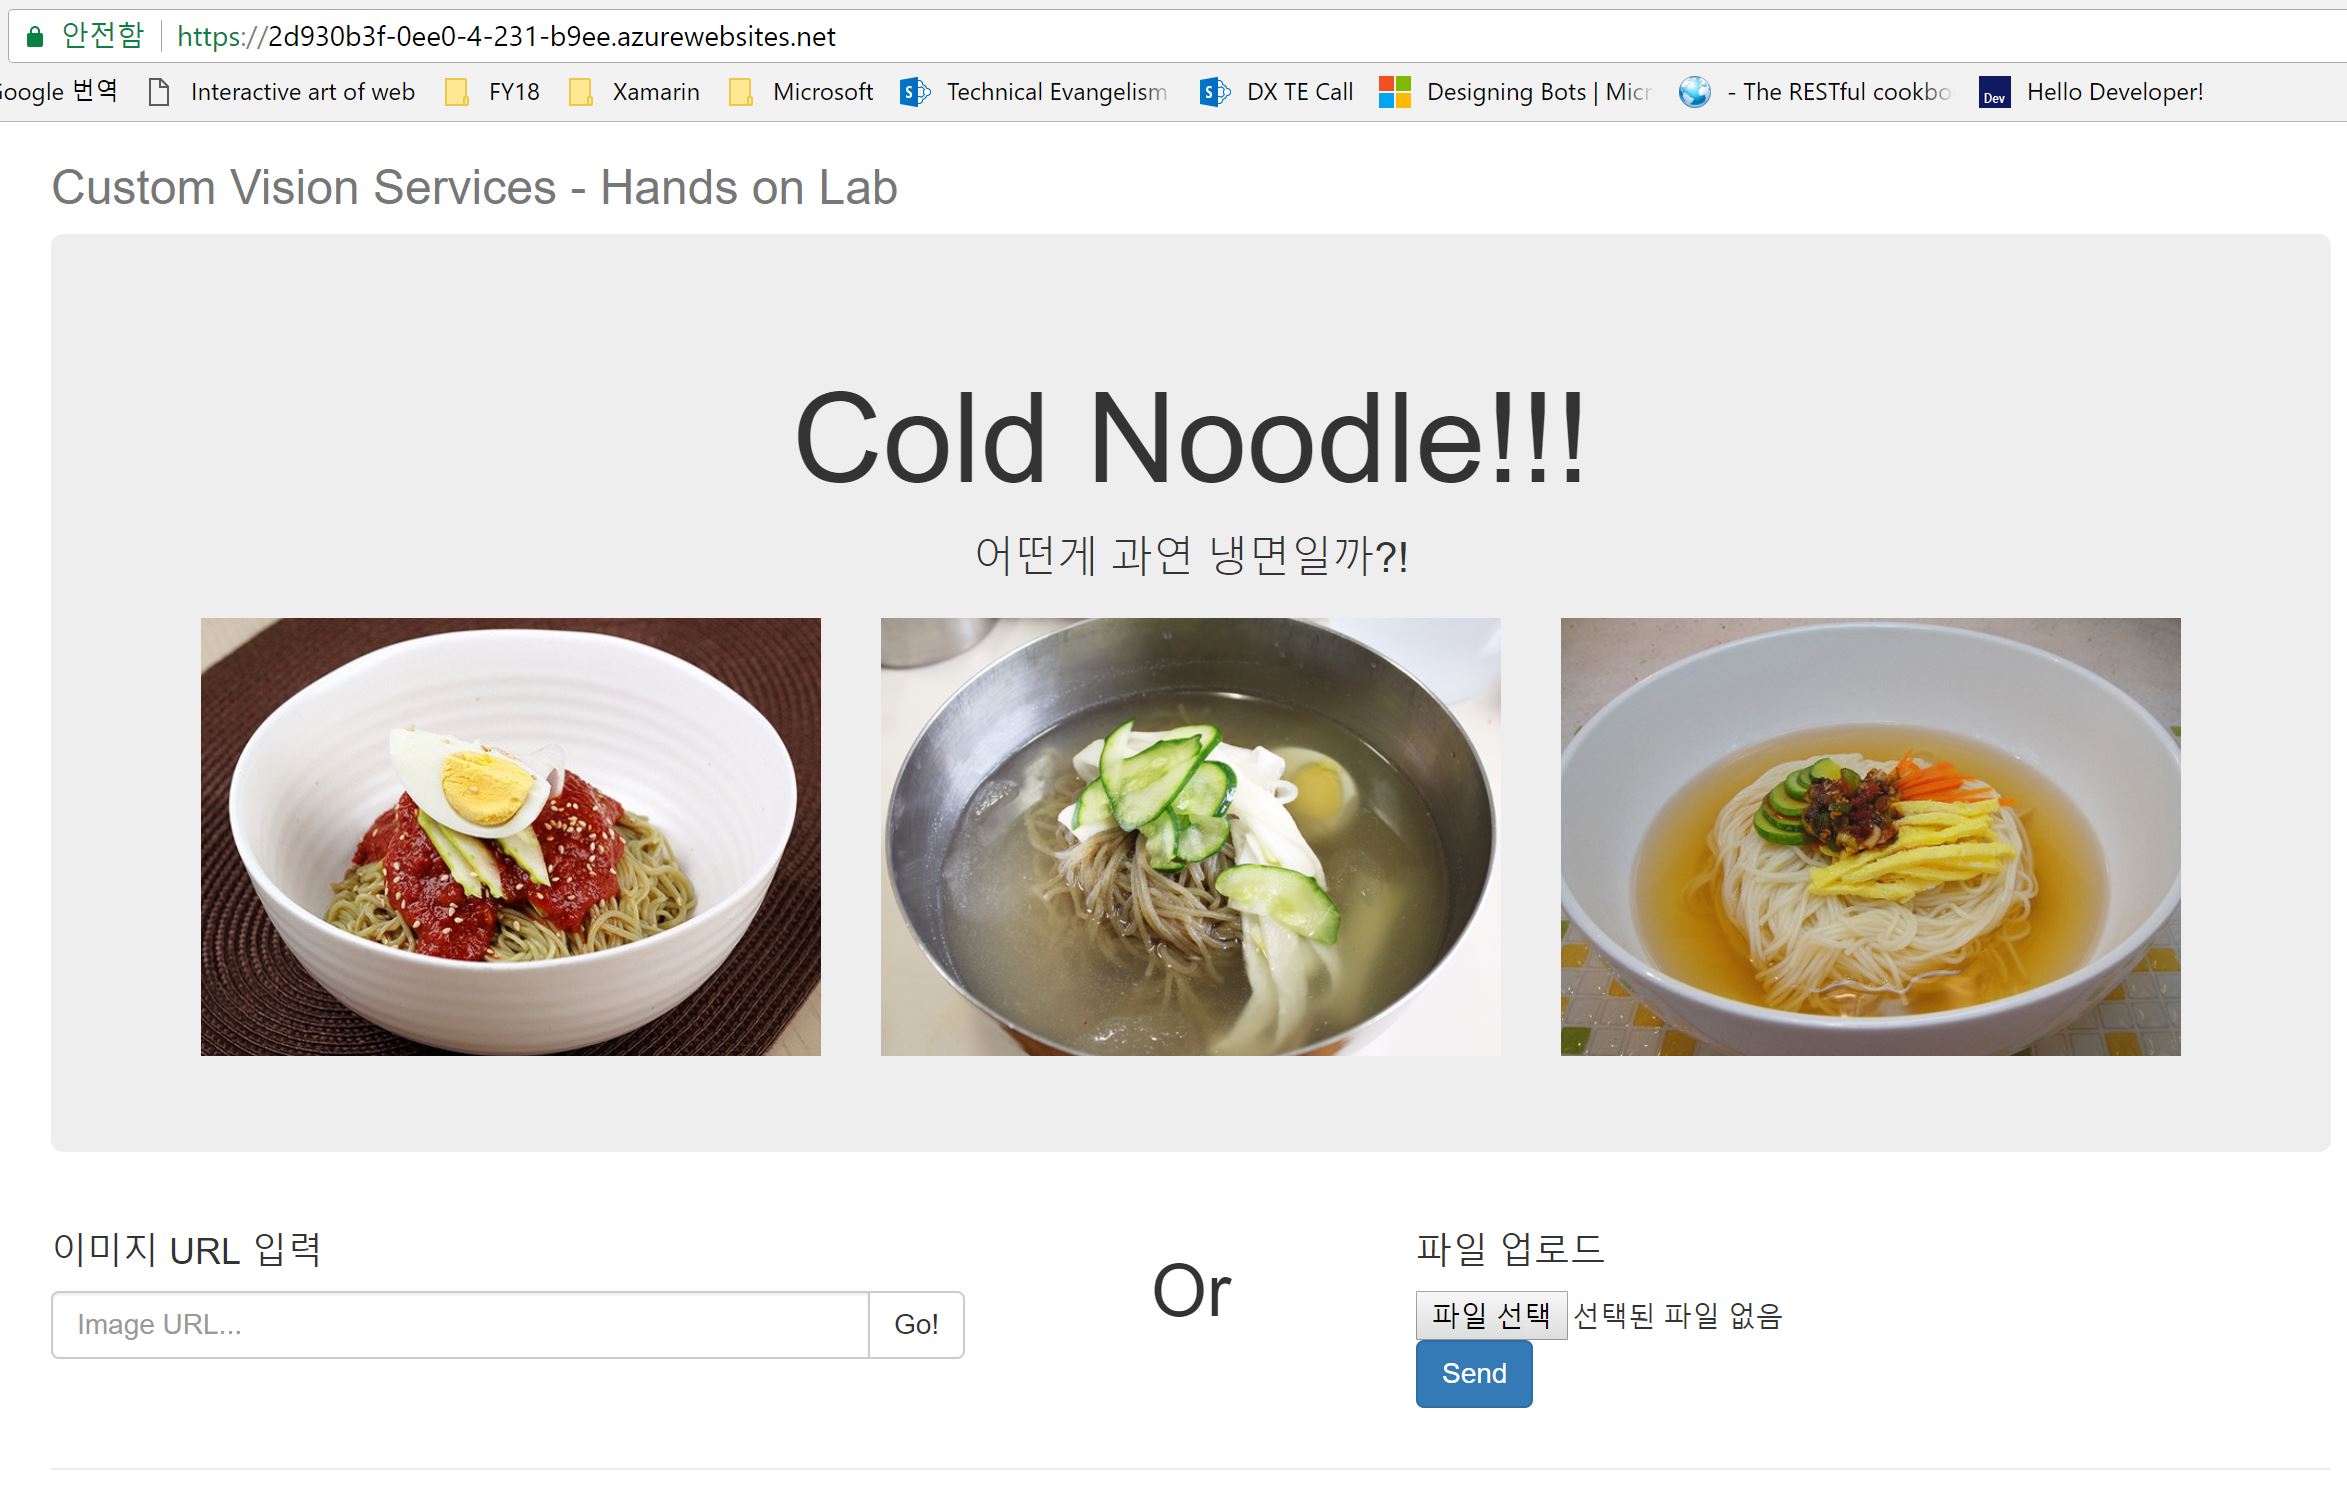 안전함 https://2d930b3f-0ee0-4-231-b9ee.azurewebsites.net
oogle 번역 Interactive art of web FY18 Xamarin Microsoft Technical Evangelism DX TE Call Designing Bots | Micr - The RESTful cookbo Dev Hello Developer!
Custom Vision Services - Hands on Lab
Cold Noodle!!!
어떤게 과연 냉면일까?!
이미지 URL 입력
Image URL... Go!
Or
파일 업로드
파일 선택 선택된 파일 없음
Send